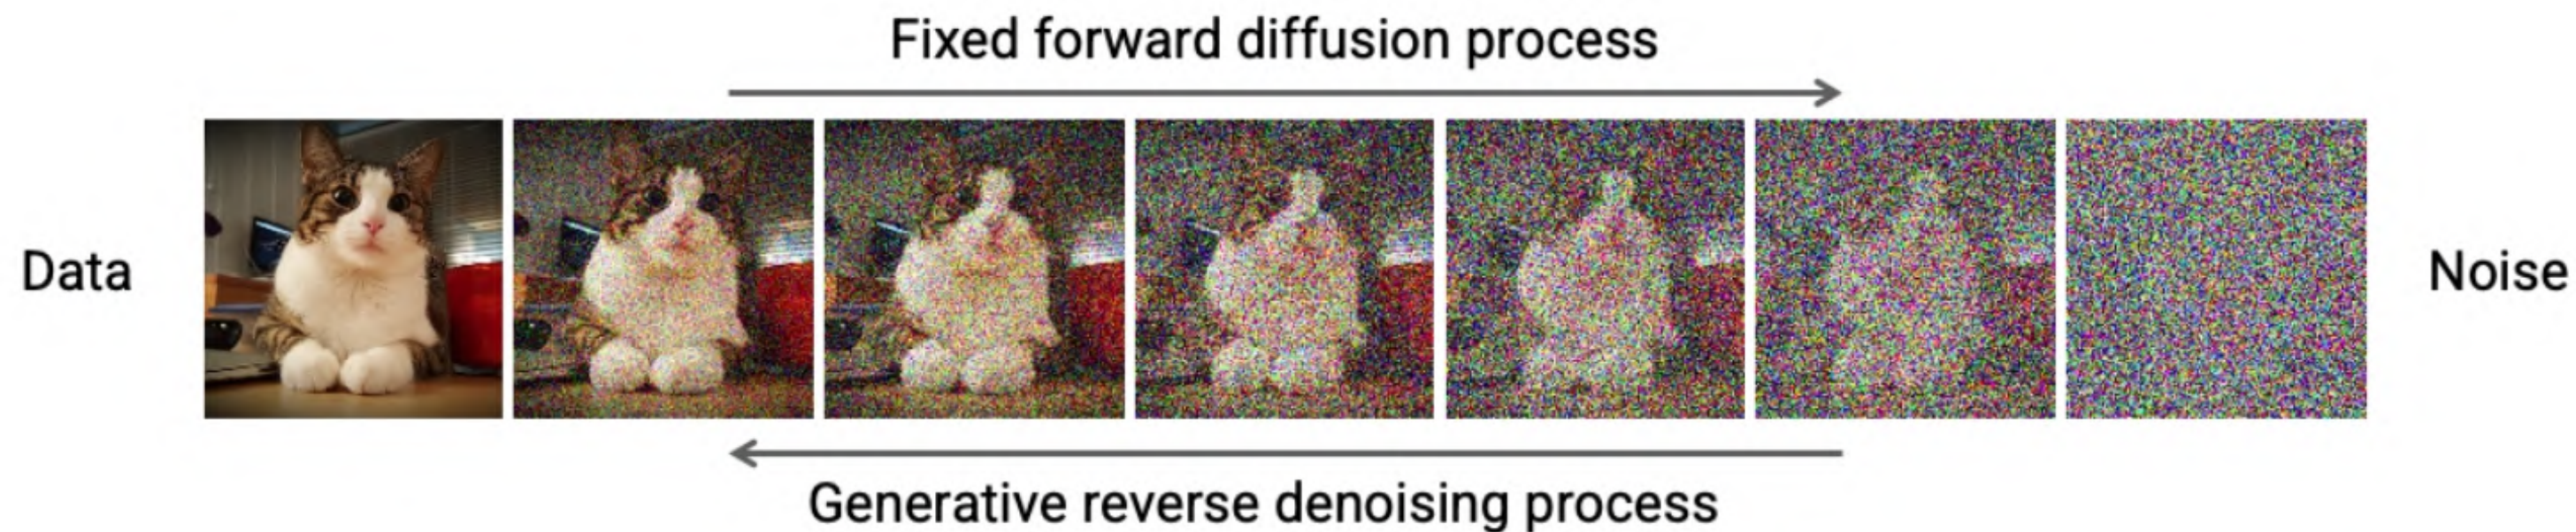 Fixed forward diffusion process
Data
Noise
Generative reverse denoising process